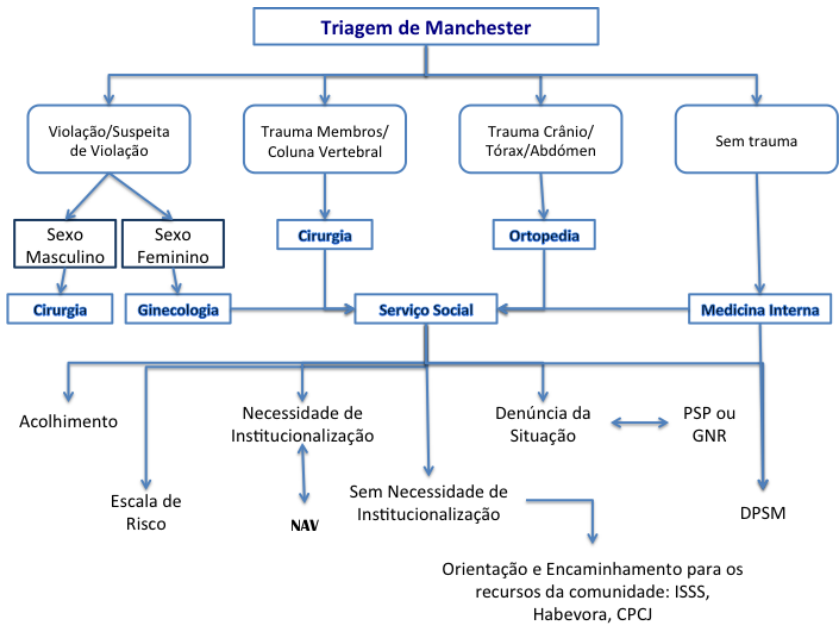 Triagem de Manchester
Violação/Suspeita
de Violação
Trauma Membros/
Coluna Vertebral
Trauma Crânio/
Tórax/Abdómen
Sem trauma
Sexo
Masculino
Sexo
Feminino
Cirurgia
Ortopedia
Cirurgia
Ginecologia
Serviço Social
Medicina Interna
Acolhimento
Necessidade de
Institucionalização
Denúncia da
Situação
PSP ou
GNR
Escala de
Risco
NAV
Sem Necessidade de
Institucionalização
DPSM
Orientação e Encaminhamento para os
recursos da comunidade: ISSS,
Habevora, CPCJ